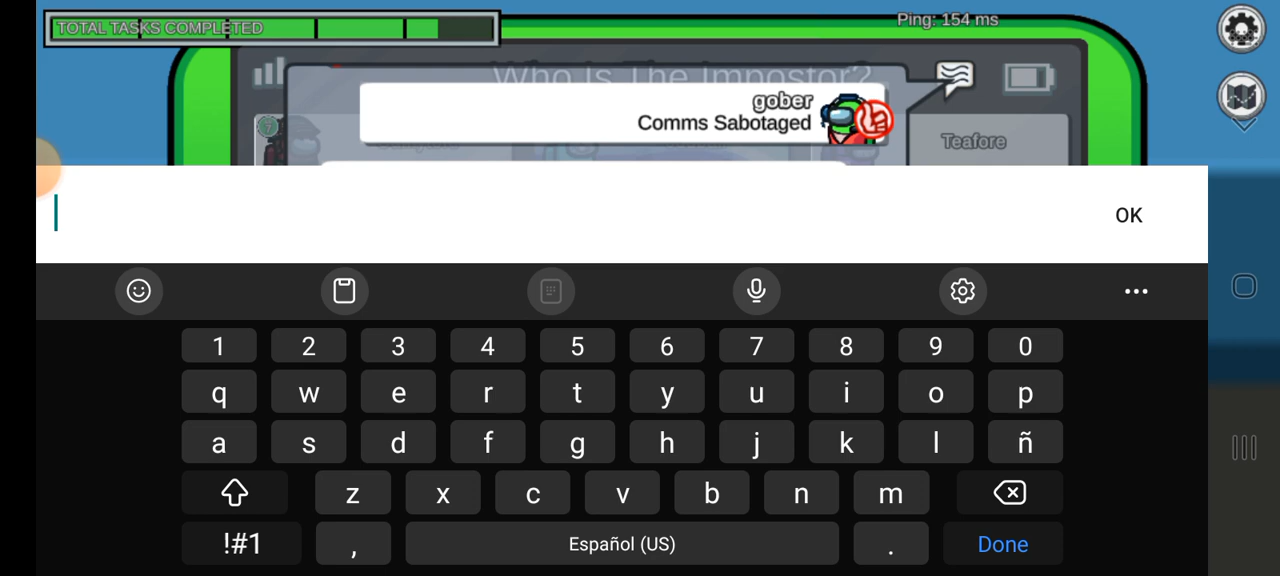 TOTAL TASKS COMPLETED
Ping: 154 ms
Who Is The Impostor?
gober
Comms Sabotaged
Teafore
OK
1 2 3 4 5 6 7 8 9 0
q w e r t y u i o p
a s d f g h j k l ñ
z x c v b n m
!#1 , Español (US) . Done